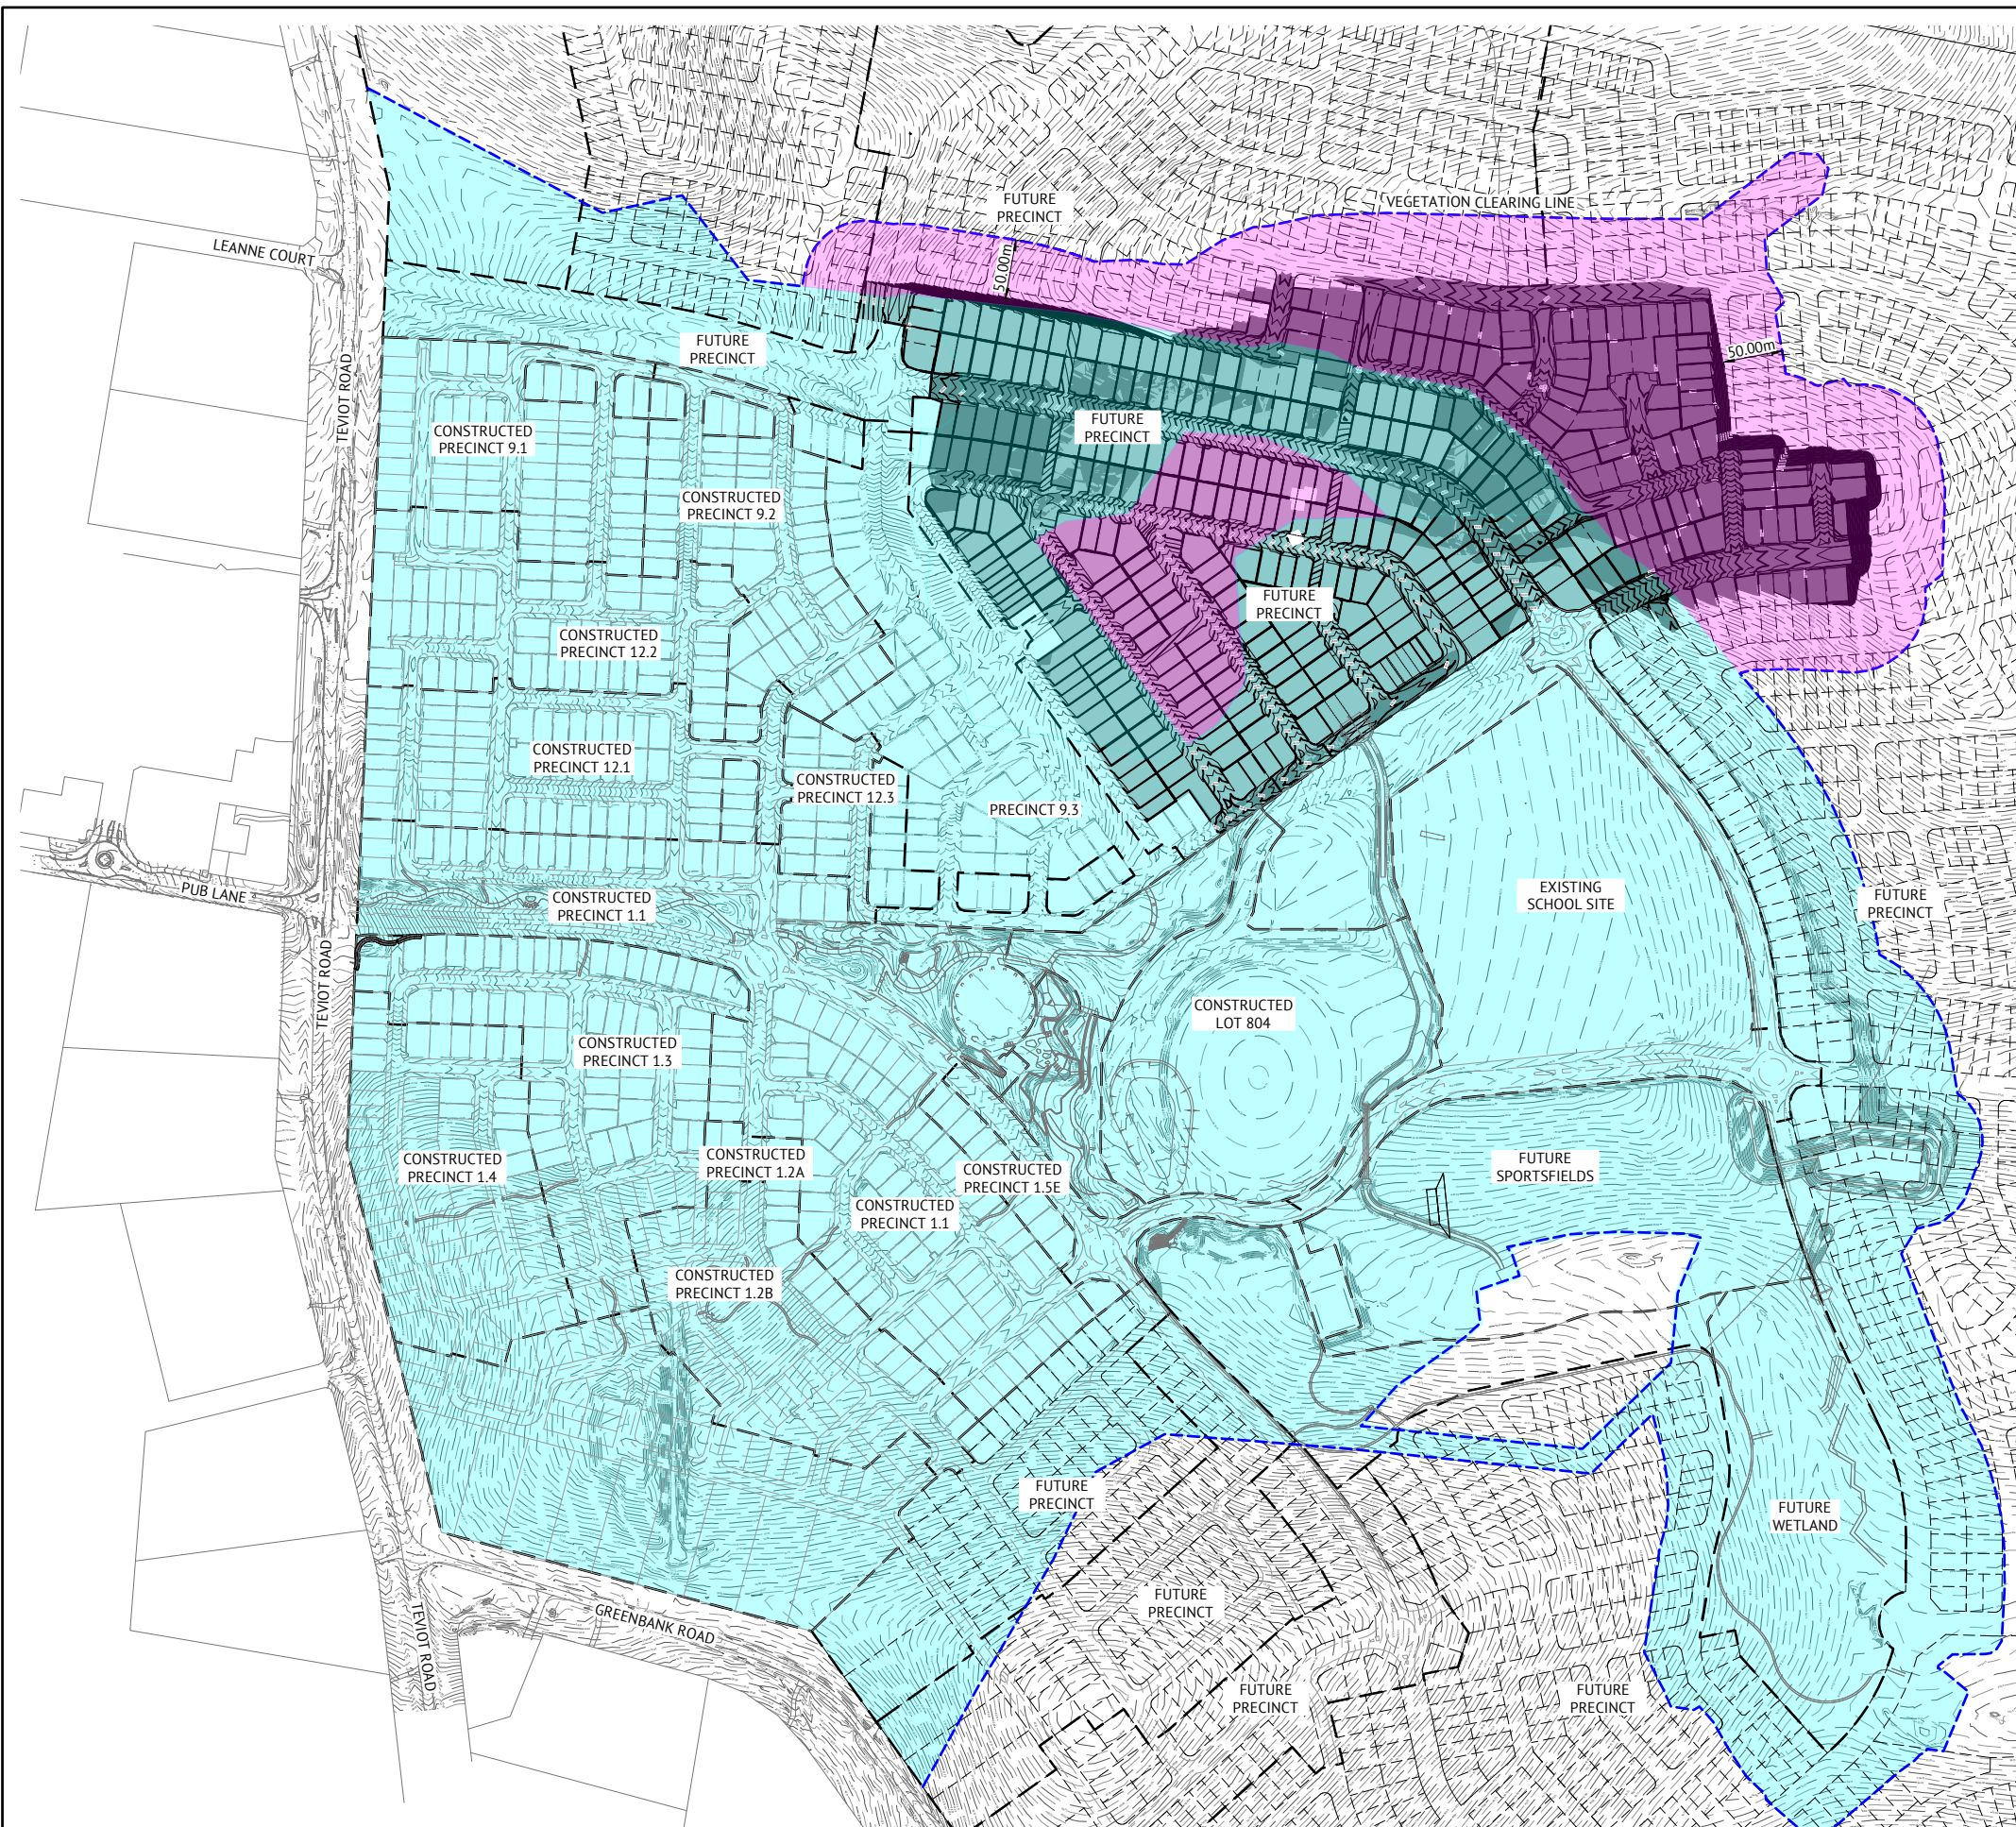 VEGETATION CLEARING LINE
FUTURE
PRECINCT
LEANNE COURT
50.00m
FUTURE
PRECINCT
50.00m
TEVIOT ROAD
FUTURE
PRECINCT
CONSTRUCTED
PRECINCT 9.1
CONSTRUCTED
PRECINCT 9.2
FUTURE
PRECINCT
CONSTRUCTED
PRECINCT 12.2
CONSTRUCTED
PRECINCT 12.1
CONSTRUCTED
PRECINCT 12.3
PRECINCT 9.3
PUB LANE
CONSTRUCTED
PRECINCT 1.1
EXISTING
SCHOOL SITE
FUTURE
PRECINCT
TEVIOT ROAD
CONSTRUCTED
LOT 804
CONSTRUCTED
PRECINCT 1.3
CONSTRUCTED
PRECINCT 1.4
CONSTRUCTED
PRECINCT 1.2A
CONSTRUCTED
PRECINCT 1.5E
FUTURE
SPORTSFIELDS
CONSTRUCTED
PRECINCT 1.1
CONSTRUCTED
PRECINCT 1.2B
FUTURE
PRECINCT
FUTURE
WETLAND
FUTURE
PRECINCT
GREENBANK ROAD
TEVIOT ROAD
FUTURE
PRECINCT
FUTURE
PRECINCT